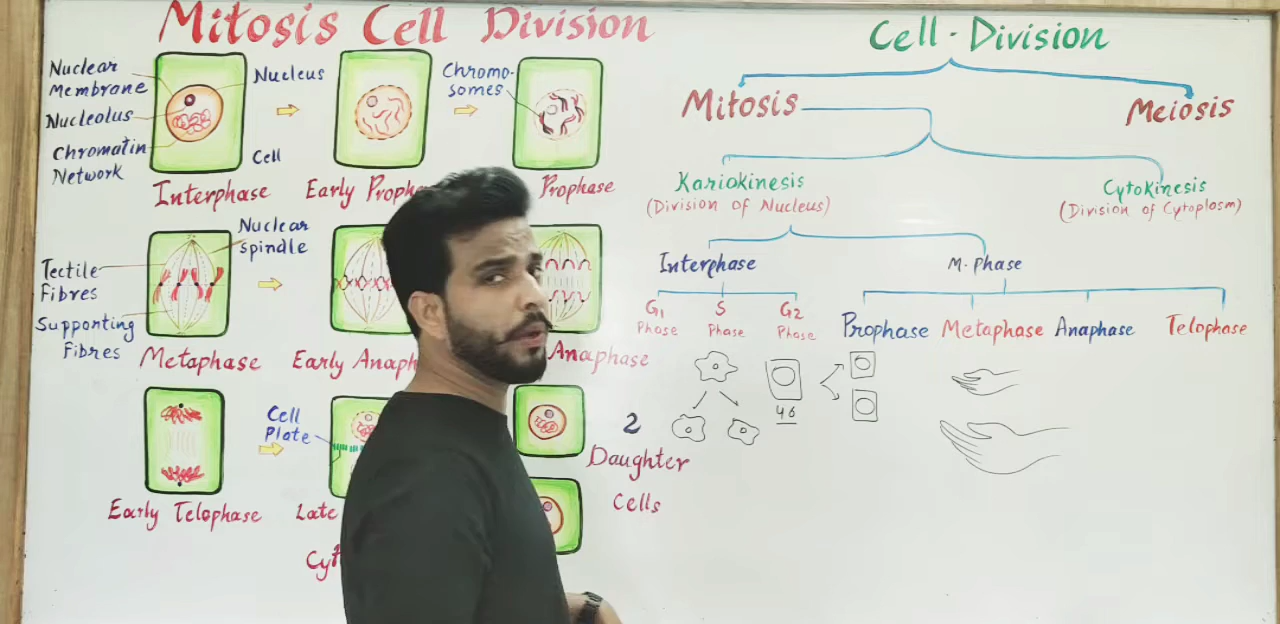 Mitosis Cell Division
Nuclear
Membrane
Nucleolus
Chromatin
Network
Nucleus
Cell
Chromo-
somes
Interphase
Early Proph
Prophase
Tectile
Fibres
Supporting
Fibres
Nuclear
spindle
Metaphase
Early Anaph
Anaphase
Cell
Plate
2
Daughter
Cells
Early Telophase
Late
Cyt
Cell-Division
Mitosis
Meiosis
Kariokinesis
(Division of Nucleus)
Cytokinesis
(Division of Cytoplasm)
Interphase
M-Phase
G1
Phase
S
Phase
G2
Phase
Prophase
Metaphase
Anaphase
Telophase
46